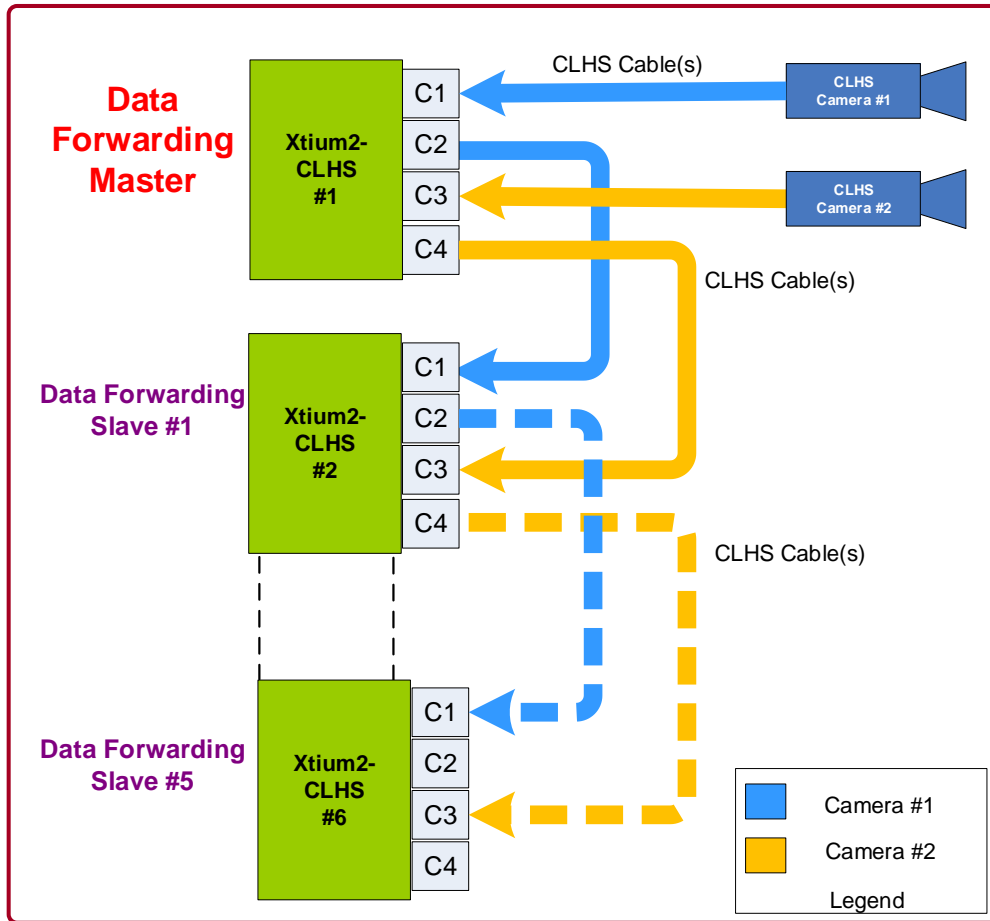 Data
Forwarding
Master
Xtium2-
CLHS
#1
C1
C2
C3
C4
CLHS Cable(s)
CLHS
Camera #1
CLHS
Camera #2
CLHS Cable(s)
Data Forwarding
Slave #1
Xtium2-
CLHS
#2
C1
C2
C3
C4
CLHS Cable(s)
Data Forwarding
Slave #5
Xtium2-
CLHS
#6
C1
C2
C3
C4
Camera #1
Camera #2
Legend